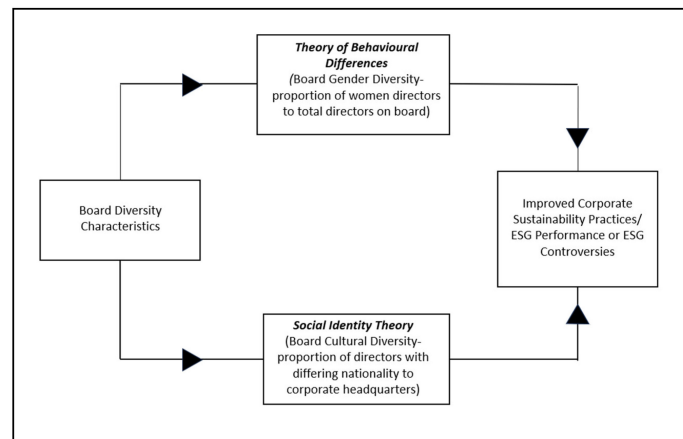 Theory of Behavioural
Differences
(Board Gender Diversity-
proportion of women directors
to total directors on board)
Board Diversity
Characteristics
Improved Corporate
Sustainability Practices/
ESG Performance or ESG
Controversies
Social Identity Theory
(Board Cultural Diversity-
proportion of directors with
differing nationality to
corporate headquarters)